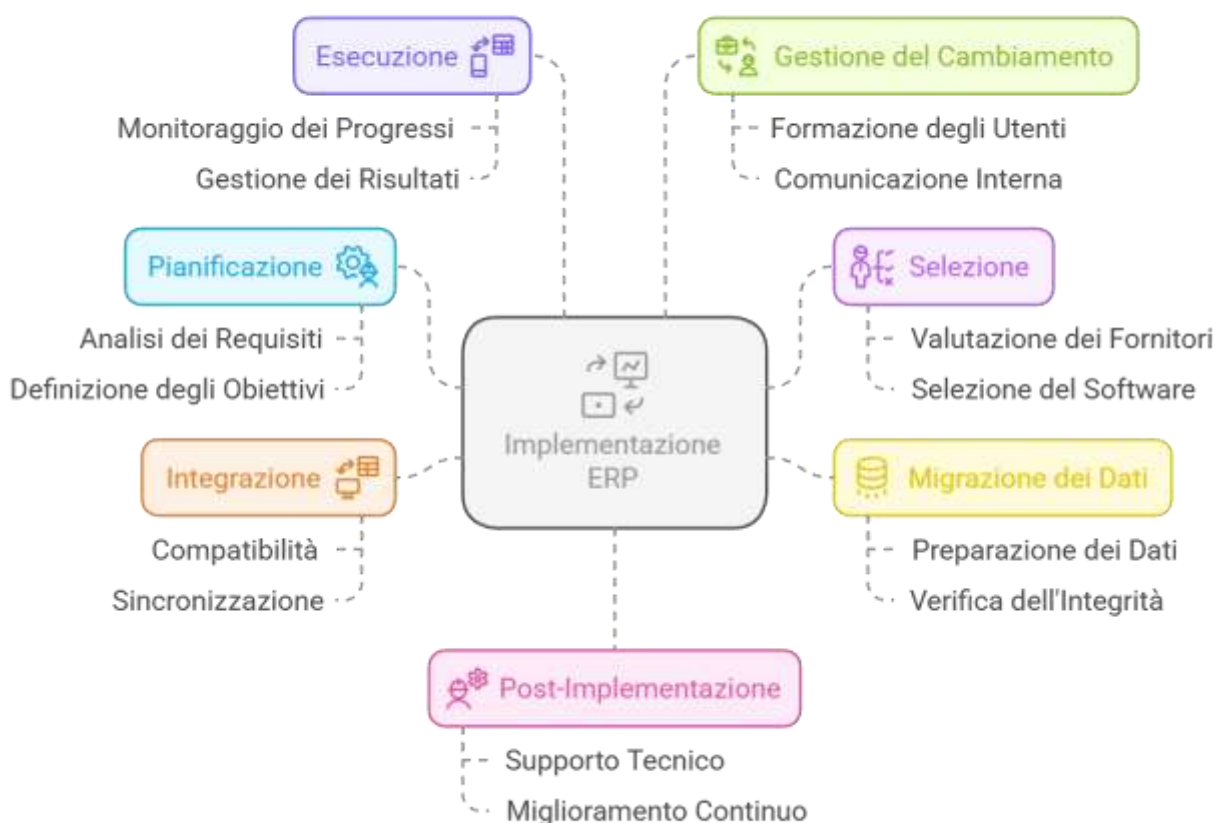 Esecuzione
Monitoraggio dei Progressi
Gestione dei Risultati
Gestione del Cambiamento
Formazione degli Utenti
Comunicazione Interna
Pianificazione
Analisi dei Requisiti
Definizione degli Obiettivi
Selezione
Valutazione dei Fornitori
Selezione del Software
Implementazione
ERP
Integrazione
Compatibilità
Sincronizzazione
Migrazione dei Dati
Preparazione dei Dati
Verifica dell'Integrità
Post-Implementazione
Supporto Tecnico
Miglioramento Continuo